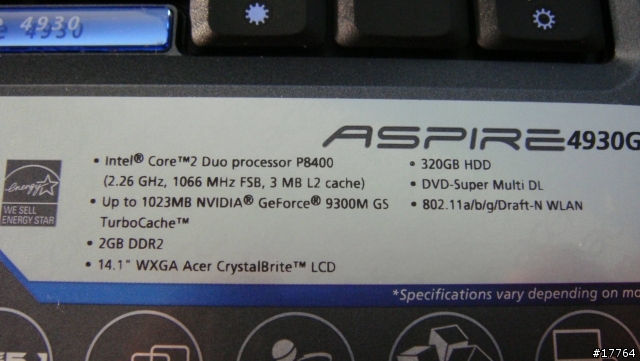 4930
ASPIRE 4930G
• Intel® Core™2 Duo processor P8400
(2.26 GHz, 1066 MHz FSB, 3 MB L2 cache)
• Up to 1023MB NVIDIA® GeForce® 9300M GS
TurboCache™
• 2GB DDR2
• 14.1" WXGA Acer CrystalBrite™ LCD
• 320GB HDD
• DVD-Super Multi DL
• 802.11a/b/g/Draft-N WLAN
energy
WE SELL
ENERGY STAR
*Specifications vary depending on
#17764